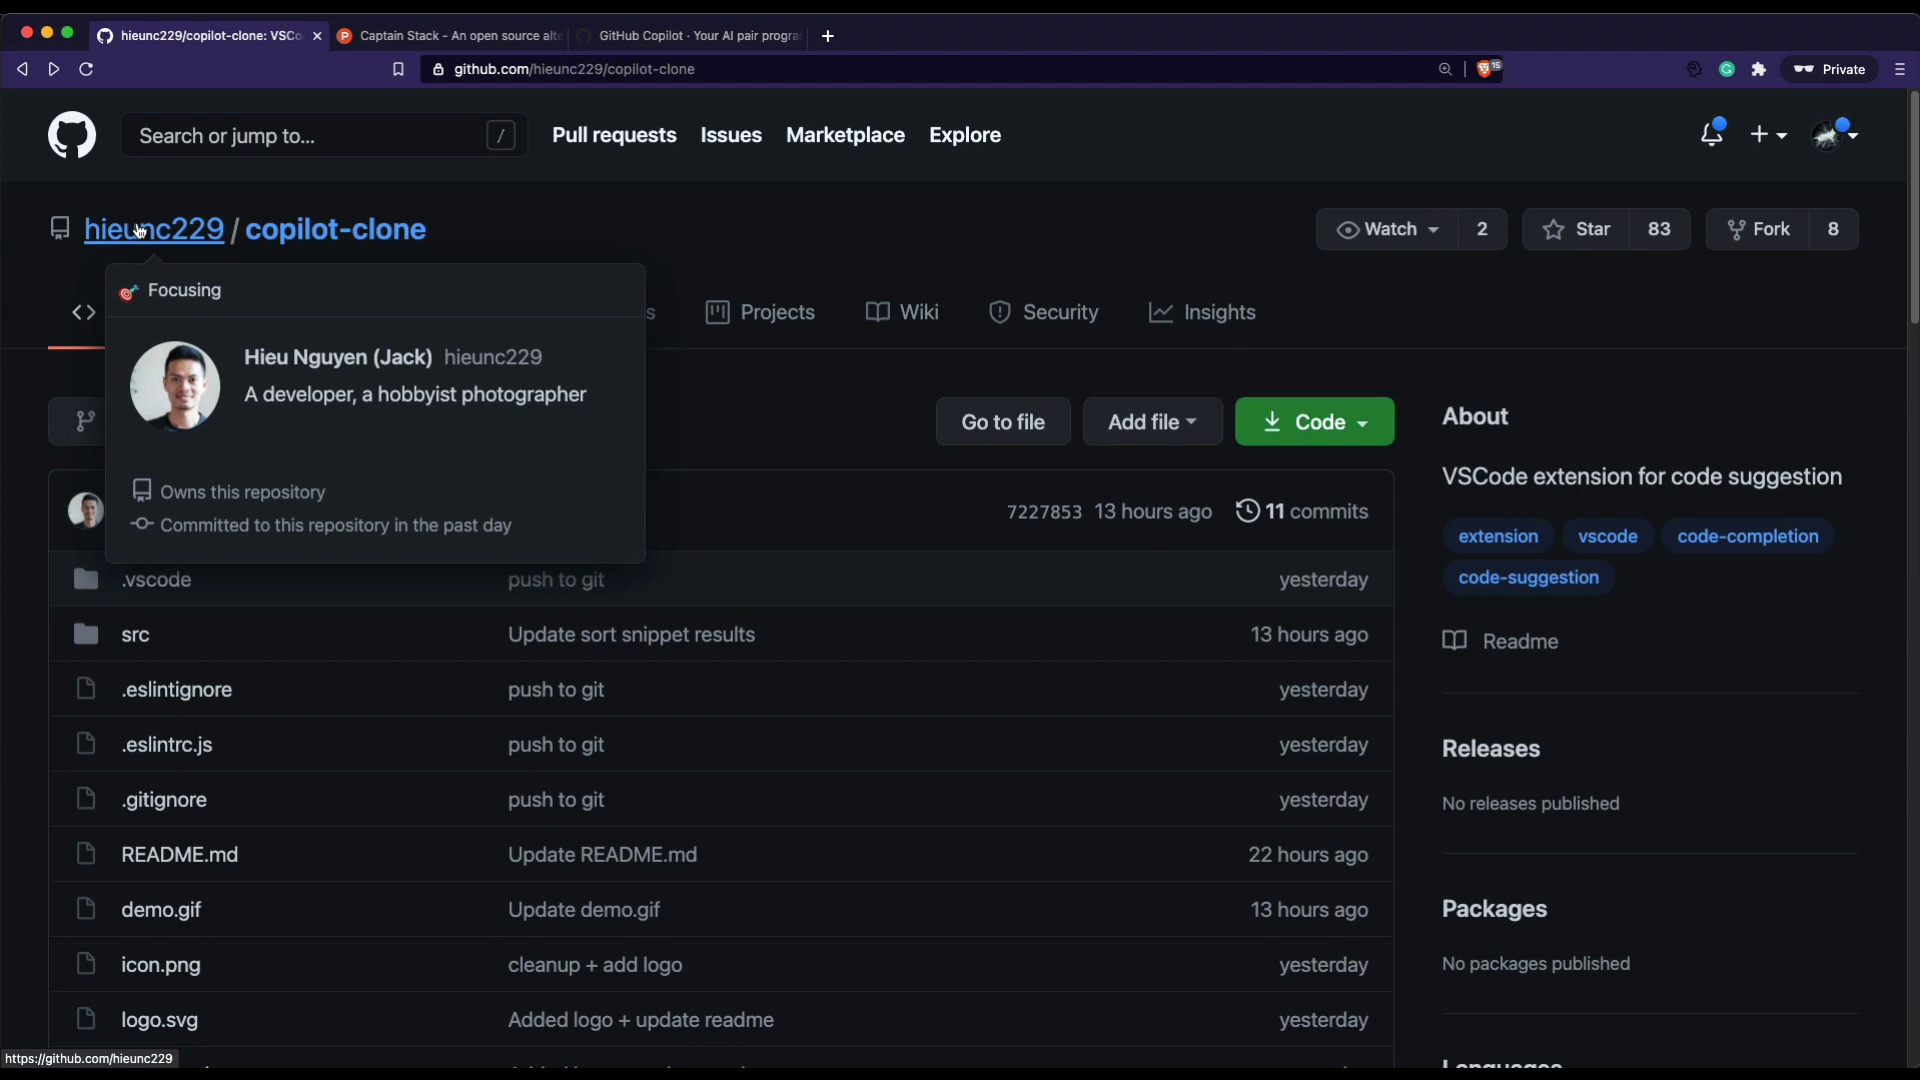 hieunc229/copilot-clone: VSCo
Captain Stack - An open source alte
GitHub Copilot · Your AI pair progra
github.com/hieunc229/copilot-clone
15
Private
Search or jump to...
/
Pull requests
Issues
Marketplace
Explore
hieunc229 / copilot-clone
Watch
2
Star
83
Fork
8
Focusing
Hieu Nguyen (Jack) hieunc229
A developer, a hobbyist photographer
Owns this repository
Committed to this repository in the past day
s
Projects
Wiki
Security
Insights
Go to file
Add file
Code
7227853 13 hours ago
11 commits
.vscode
push to git
yesterday
src
Update sort snippet results
13 hours ago
.eslintignore
push to git
yesterday
.eslintrc.js
push to git
yesterday
.gitignore
push to git
yesterday
README.md
Update README.md
22 hours ago
demo.gif
Update demo.gif
13 hours ago
icon.png
cleanup + add logo
yesterday
logo.svg
Added logo + update readme
yesterday
About
VSCode extension for code suggestion
extension
vscode
code-completion
code-suggestion
Readme
Releases
No releases published
Packages
No packages published
Languages
https://github.com/hieunc229